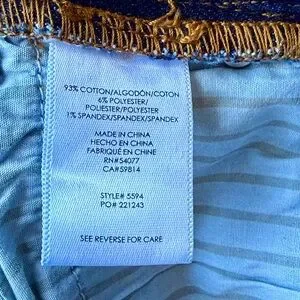 93% COTTON/ALGODÓN/COTON
6% POLYESTER/
POLIÉSTER/POLYESTER
1% SPANDEX/SPANDEX/SPANDEX
MADE IN CHINA
HECHO EN CHINA
FABRIQUÉ EN CHINE
RN#54077
CA#59814
STYLE# 5594
PO# 221243
SEE REVERSE FOR CARE